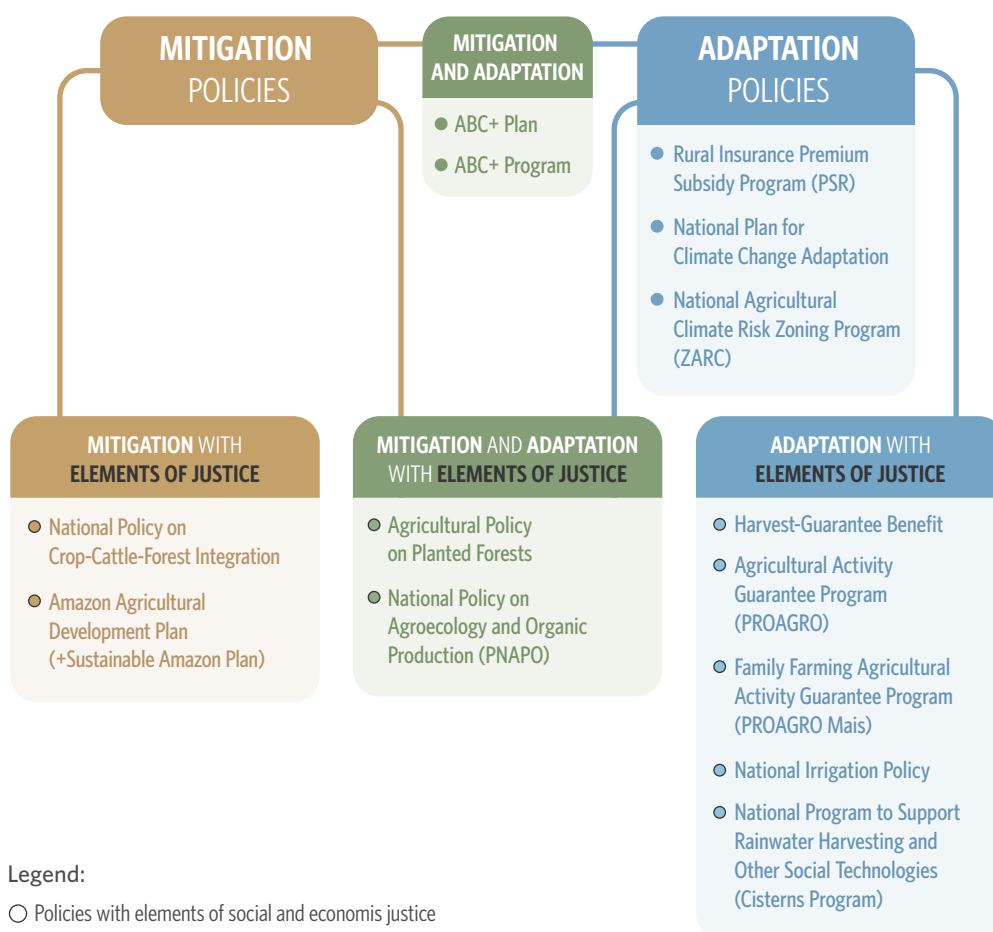 MITIGATION
POLICIES
MITIGATION
AND ADAPTATION
● ABC+ Plan
● ABC+ Program
ADAPTATION
POLICIES
● Rural Insurance Premium
Subsidy Program (PSR)
● National Plan for
Climate Change Adaptation
● National Agricultural
Climate Risk Zoning Program
(ZARC)
MITIGATION WITH
ELEMENTS OF JUSTICE
● National Policy on
Crop-Cattle-Forest Integration
● Amazon Agricultural
Development Plan
(+Sustainable Amazon Plan)
MITIGATION AND ADAPTATION
WITH ELEMENTS OF JUSTICE
● Agricultural Policy
on Planted Forests
● National Policy on
Agroecology and Organic
Production (PNAPO)
ADAPTATION WITH
ELEMENTS OF JUSTICE
● Harvest-Guarantee Benefit
● Agricultural Activity
Guarantee Program
(PROAGRO)
● Family Farming Agricultural
Activity Guarantee Program
(PROAGRO Mais)
● National Irrigation Policy
● National Program to Support
Rainwater Harvesting and
Other Social Technologies
(Cisterns Program)
Legend:
○ Policies with elements of social and economis justice